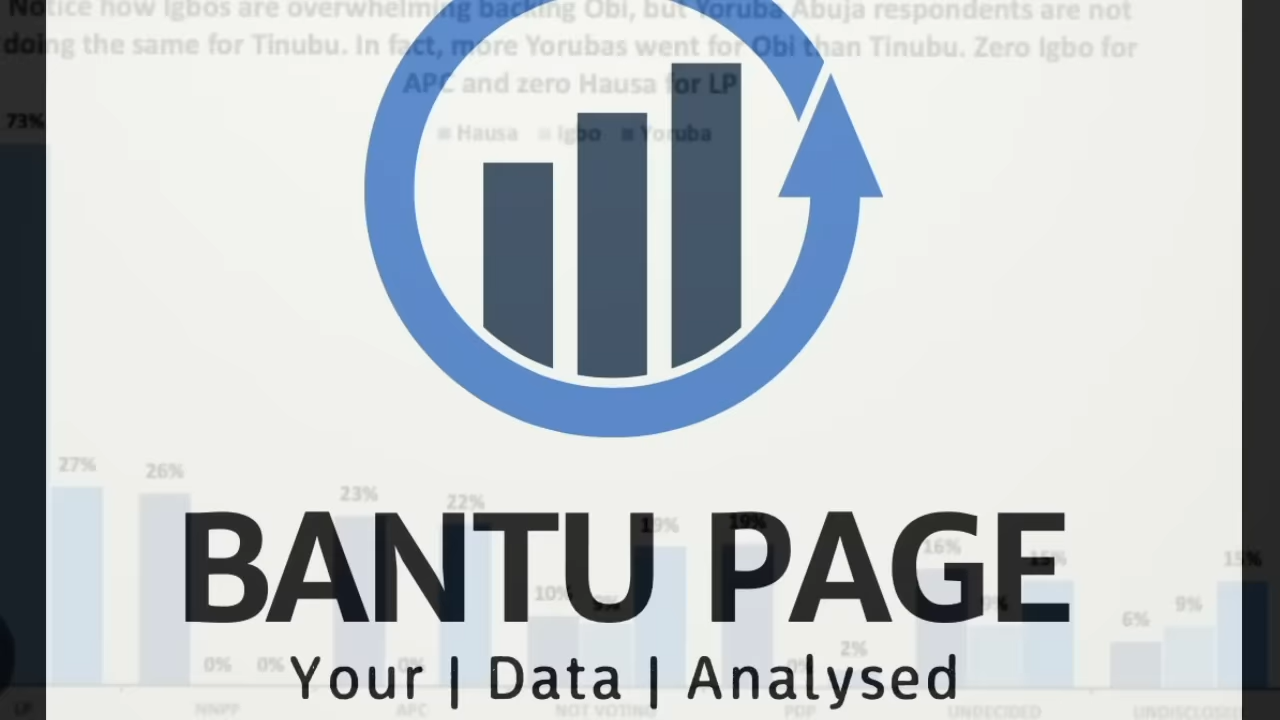 Notice how Igbos are overwhelming backing Obi, but Yoruba Abuja respondents are not
doing the same for Tinubu. In fact, more Yorubas went for Obi than Tinubu. Zero Igbo for
APC and zero Hausa for LP
Hausa Igbo Yoruba
73%
27% 26% 0% 0% 23% 0% 22% 10% 9% 19% 19% 0% 2% 16% 9% 15% 6% 9% 15%
BANTU PAGE
Your | Data | Analysed
LP NNPP APC NOT VOTING PDP UNDECIDED UNDISCLOSED